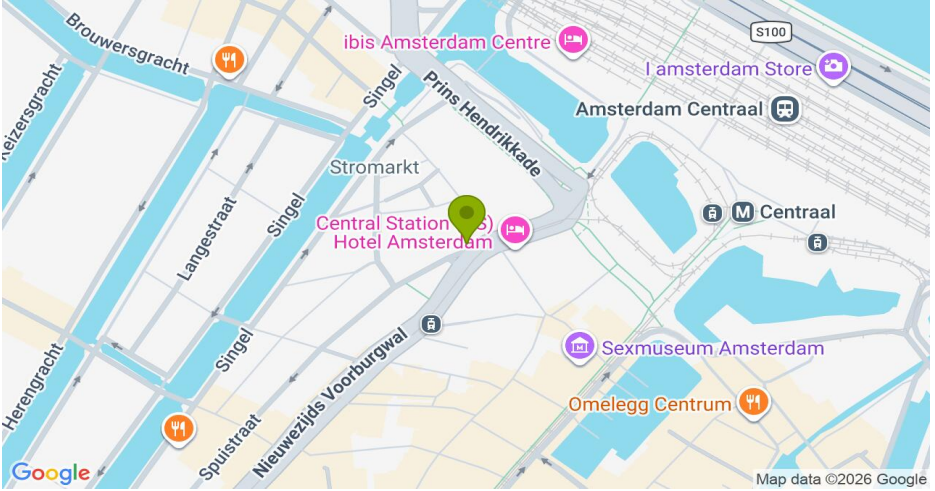 Brouwersgracht
ibis Amsterdam Centre
S100
I amsterdam Store
Keizersgracht
Singel
Prins Hendrikkade
Amsterdam Centraal
Stromarkt
Langestraat
Singel
Central Station
S)
Hotel Amsterdam
M
Centraal
Herengracht
Singel
Nieuwezijds Voorburgwal
M
Sexmuseum Amsterdam
Omelegg Centrum
Spuistraat
Google
Map data ©2026 Google